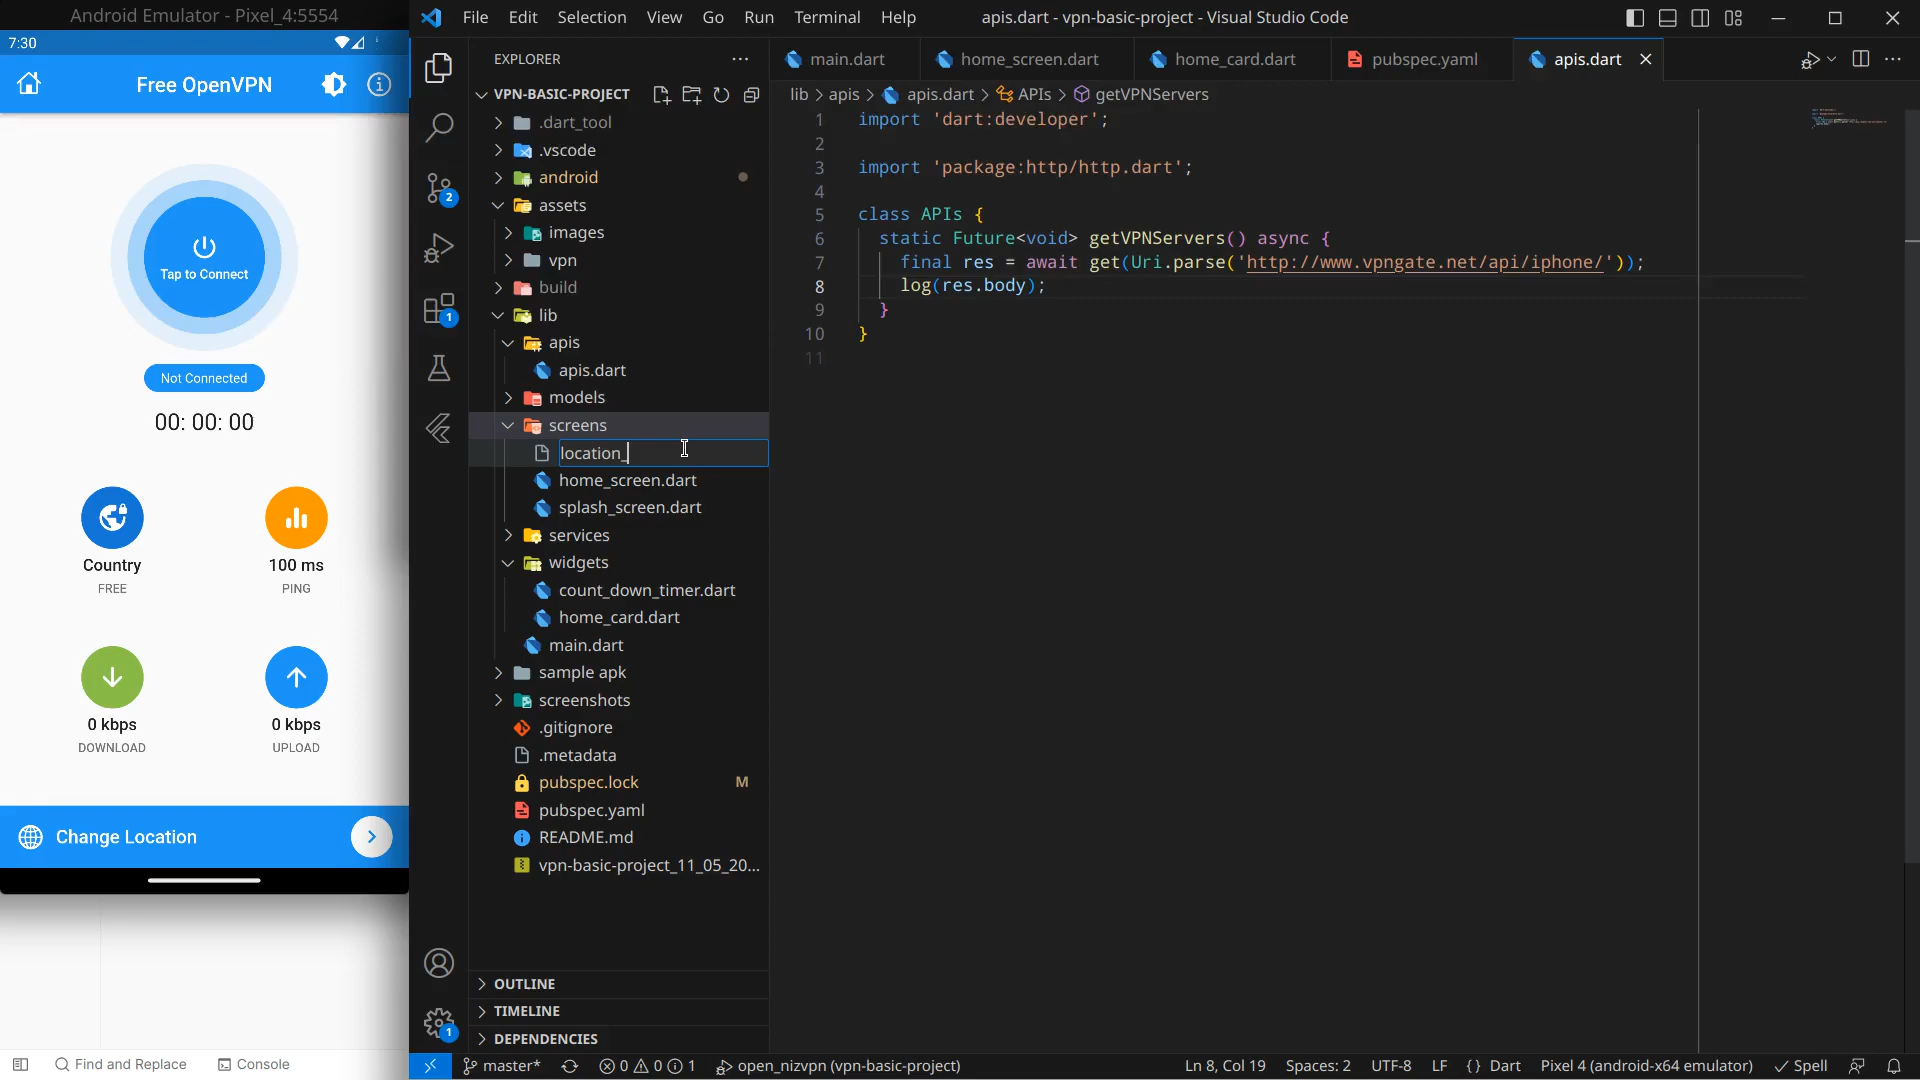 Android Emulator - Pixel_4:5554
7:30
Free OpenVPN
Tap to Connect
Not Connected
00: 00: 00
Country
FREE
100 ms
PING
0 kbps
DOWNLOAD
0 kbps
UPLOAD
Change Location
Find and Replace
Console
File Edit Selection View Go Run Terminal Help
apis.dart - vpn-basic-project - Visual Studio Code
EXPLORER
VPN-BASIC-PROJECT
.dart_tool
.vscode
android
assets
images
vpn
build
lib
apis
apis.dart
models
screens
location_
home_screen.dart
splash_screen.dart
services
widgets
count_down_timer.dart
home_card.dart
main.dart
sample apk
screenshots
.gitignore
.metadata
pubspec.lock M
pubspec.yaml
README.md
vpn-basic-project_11_05_20...
OUTLINE
TIMELINE
DEPENDENCIES
2
1
1
main.dart home_screen.dart home_card.dart pubspec.yaml apis.dart
lib > apis > apis.dart > APIs > getVPNServers
1 import 'dart:developer';
2
3 import 'package:http/http.dart';
4
5 class APIs {
6 static Future<void> getVPNServers() async {
7 final res = await get(Uri.parse('http://www.vpngate.net/api/iphone/'));
8 log(res.body);
9 }
10 }
11
master* 0 0 1 open_nizvpn (vpn-basic-project) Ln 8, Col 19 Spaces: 2 UTF-8 LF {} Dart Pixel 4 (android-x64 emulator) Spell